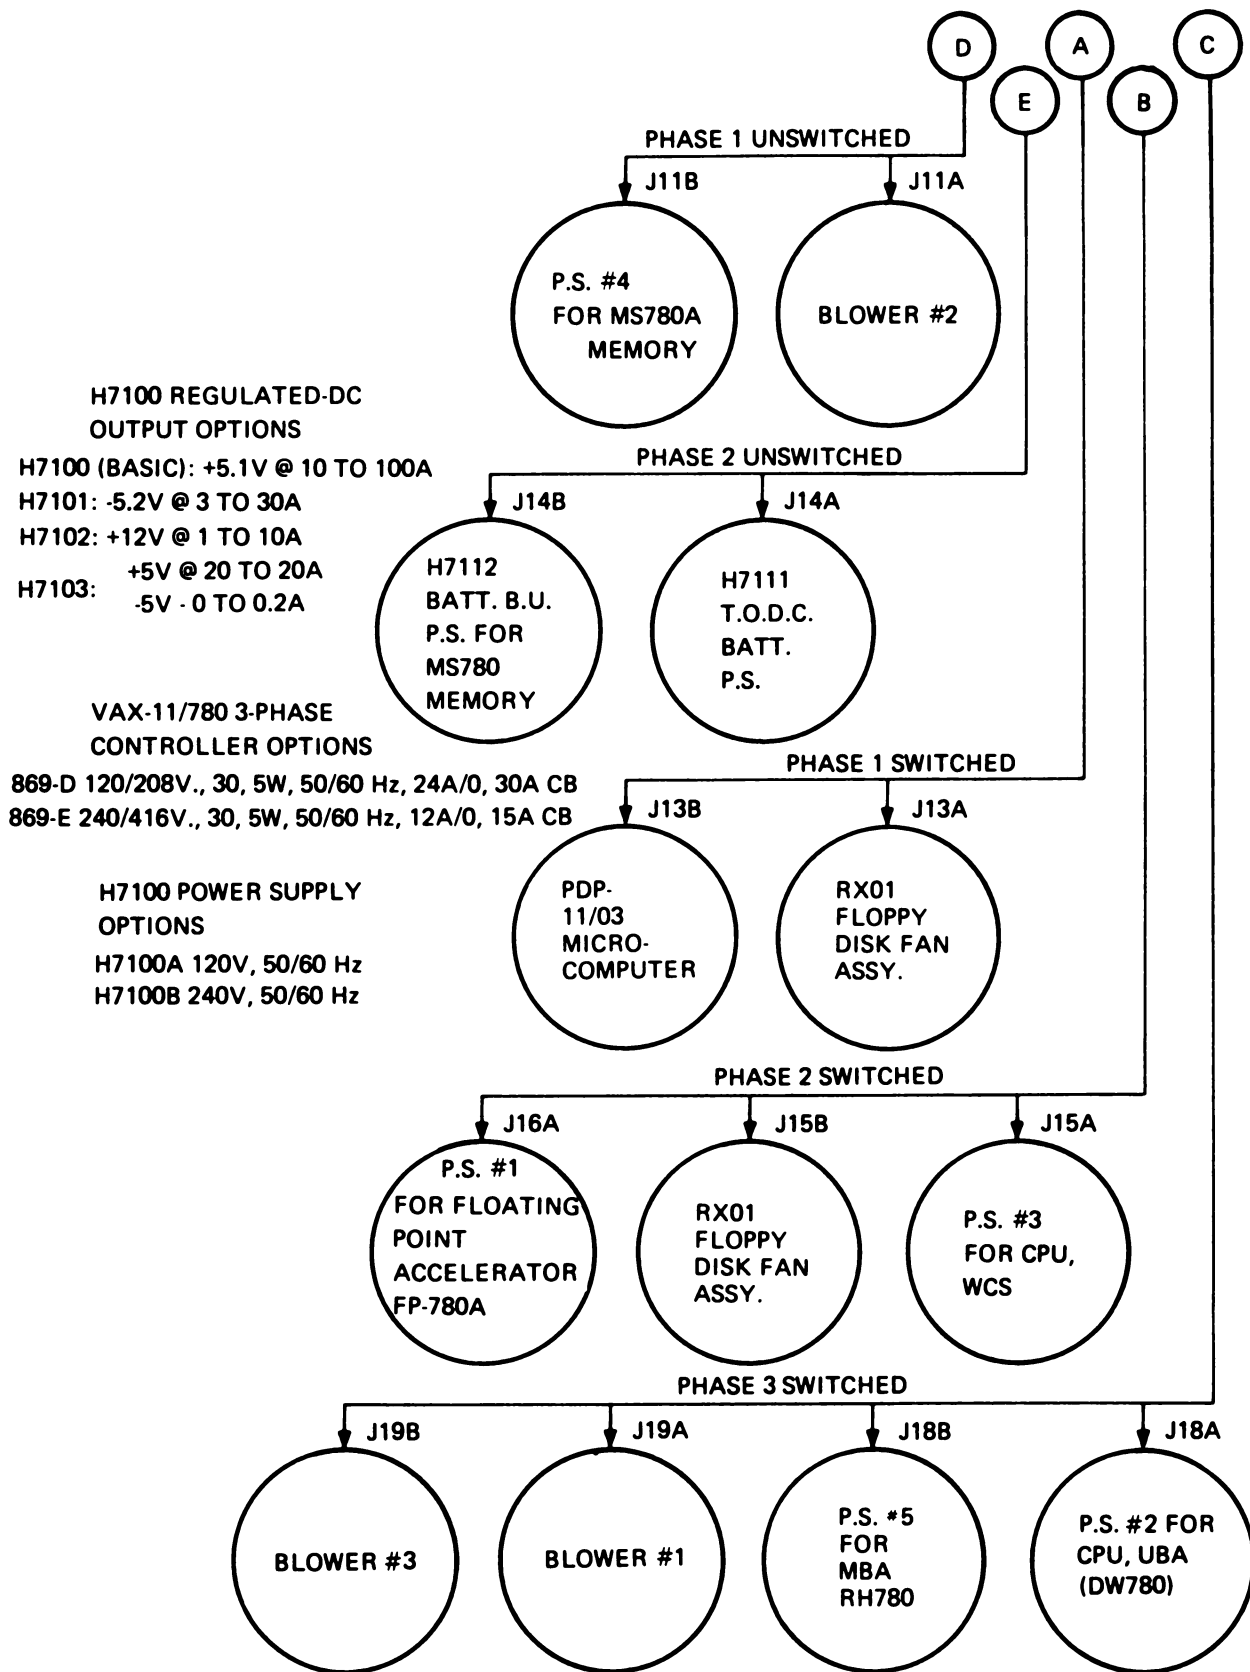 D
A
C
E
B
PHASE 1 UNSWITCHED
J11B
J11A
P.S. #4
FOR MS780A
MEMORY
BLOWER #2
H7100 REGULATED-DC
OUTPUT OPTIONS
H7100 (BASIC): +5.1V @ 10 TO 100A
H7101: -5.2V @ 3 TO 30A
H7102: +12V @ 1 TO 10A
H7103:
+5V @ 20 TO 20A
-5V - 0 TO 0.2A
PHASE 2 UNSWITCHED
J14B
J14A
H7112
BATT. B.U.
P.S. FOR
MS780
MEMORY
H7111
T.O.D.C.
BATT.
P.S.
VAX-11/780 3-PHASE
CONTROLLER OPTIONS
869-D 120/208V., 30, 5W, 50/60 Hz, 24A/0, 30A CB
869-E 240/416V., 30, 5W, 50/60 Hz, 12A/0, 15A CB
PHASE 1 SWITCHED
J13B
J13A
PDP-
11/03
MICRO-
COMPUTER
RX01
FLOPPY
DISK FAN
ASSY.
H7100 POWER SUPPLY
OPTIONS
H7100A 120V, 50/60 Hz
H7100B 240V, 50/60 Hz
PHASE 2 SWITCHED
J16A
J15B
J15A
P.S. #1
FOR FLOATING
POINT
ACCELERATOR
FP-780A
RX01
FLOPPY
DISK FAN
ASSY.
P.S. #3
FOR CPU,
WCS
PHASE 3 SWITCHED
J19B
J19A
J18B
J18A
BLOWER #3
BLOWER #1
P.S. #5
FOR
MBA
RH780
P.S. #2 FOR
CPU, UBA
(DW780)